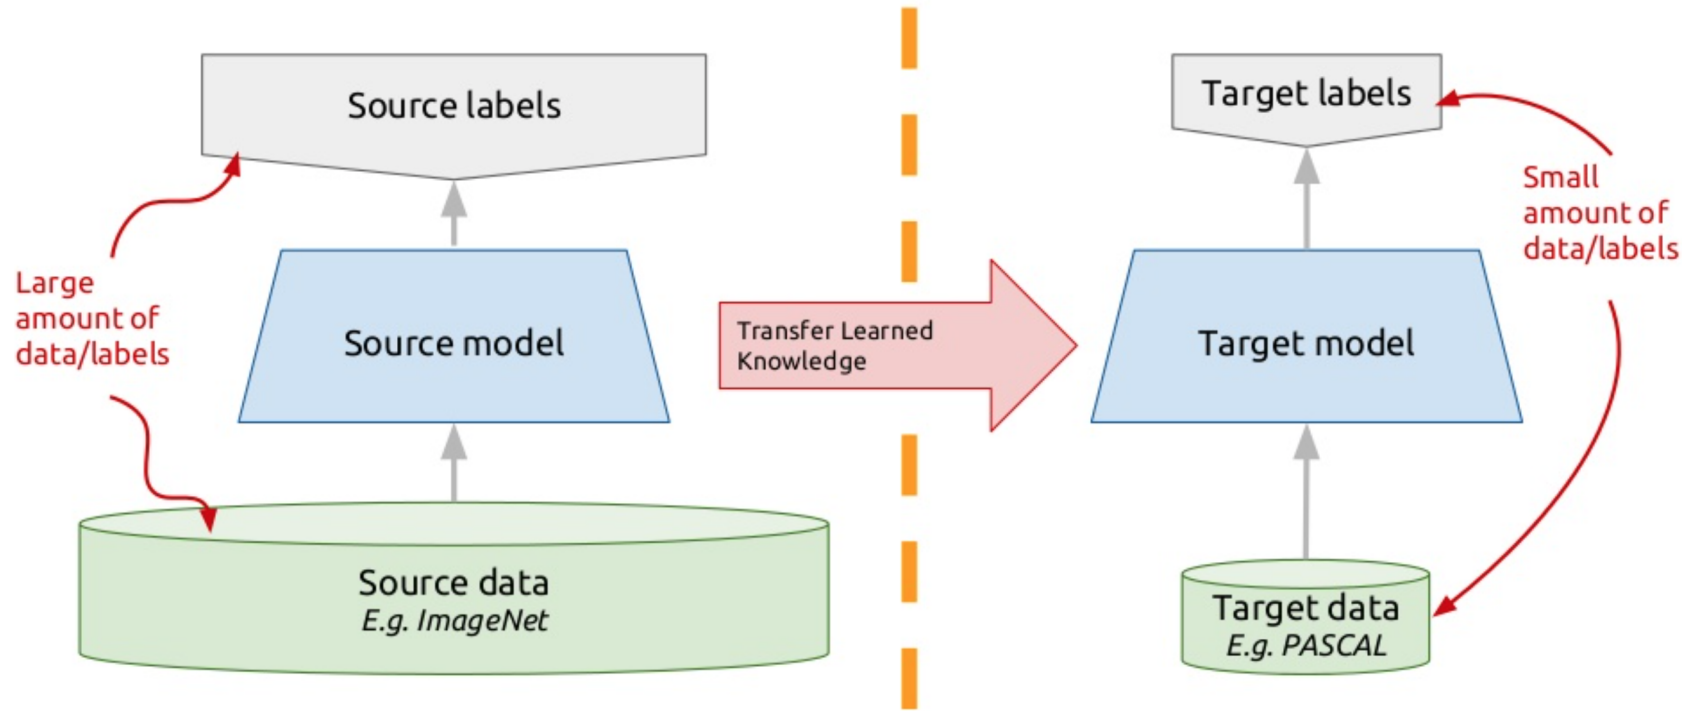 Source labels
Large
amount of
data/labels
Source model
Source data
E.g. ImageNet
Transfer Learned
Knowledge
Target labels
Small
amount of
data/labels
Target model
Target data
E.g. PASCAL